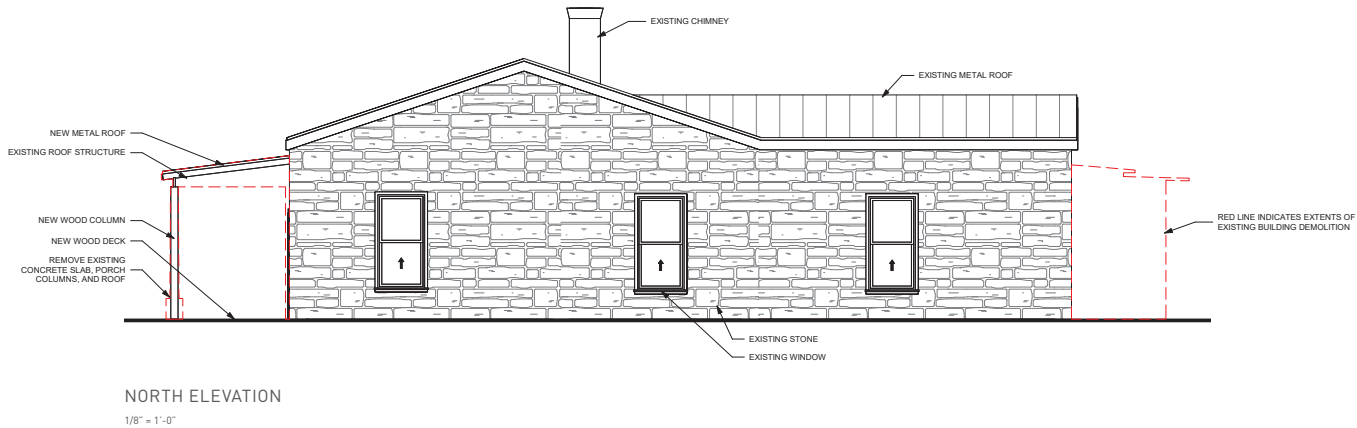 EXISTING CHIMNEY
EXISTING METAL ROOF
NEW METAL ROOF
EXISTING ROOF STRUCTURE
NEW WOOD COLUMN
NEW WOOD DECK
REMOVE EXISTING
CONCRETE SLAB, PORCH
COLUMNS, AND ROOF
RED LINE INDICATES EXTENTS OF
EXISTING BUILDING DEMOLITION
EXISTING STONE
EXISTING WINDOW
NORTH ELEVATION
1/8" = 1'-0"